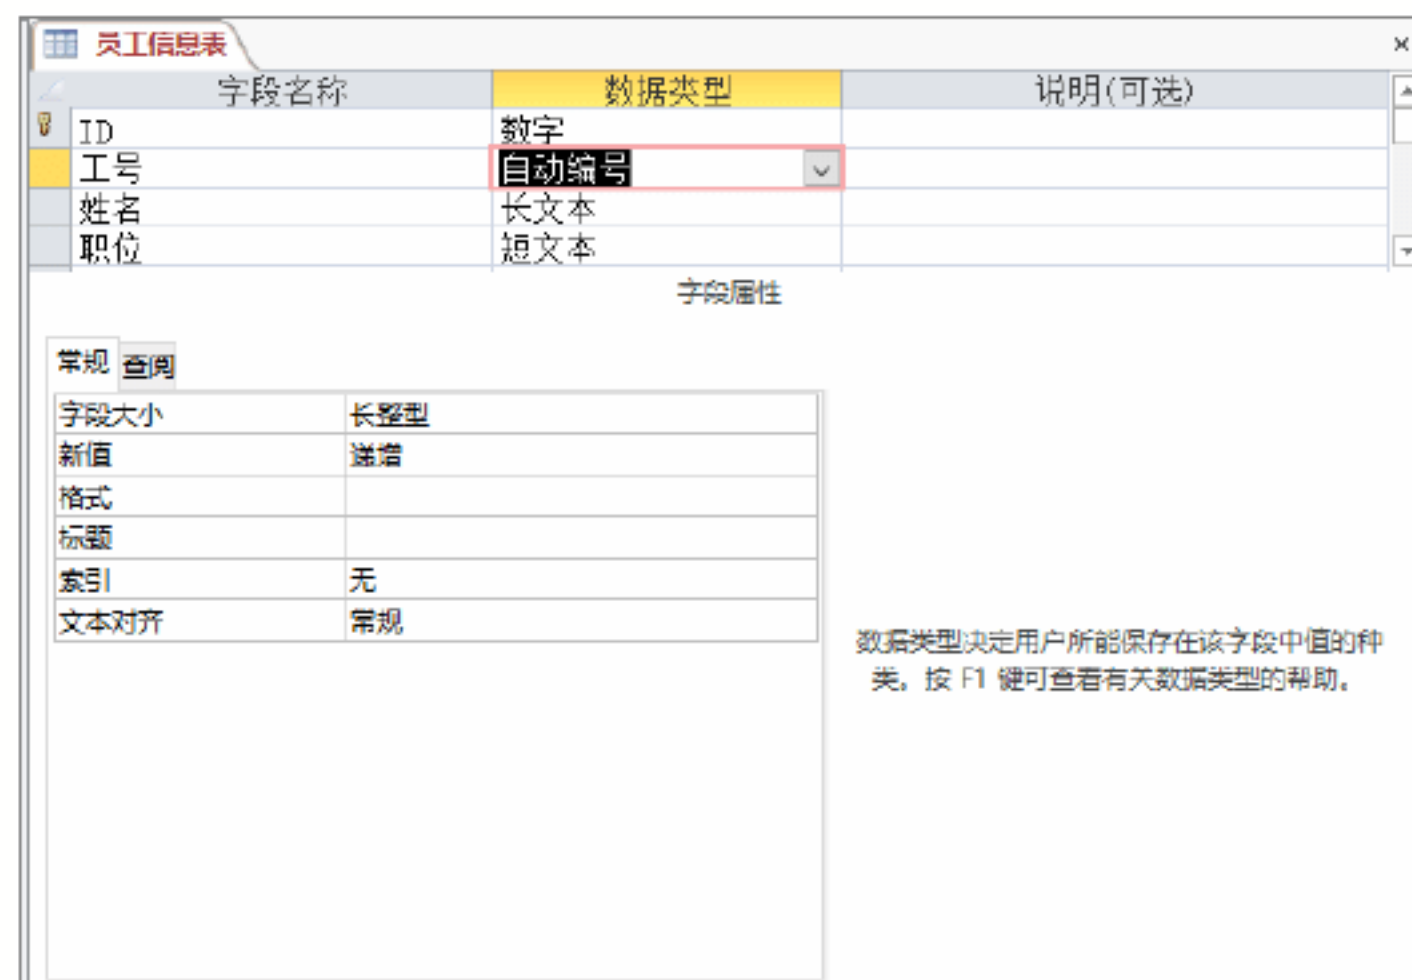 员工信息表
字段名称 数据类型 说明(可选)
ID 数字
工号 自动编号
姓名 长文本
职位 短文本
字段属性
常规 查阅
字段大小 长整型
新值 递增
格式
标题
索引 无
文本对齐 常规
数据类型决定用户所能保存在该字段中值的种
类。按 F1 键可查看有关数据类型的帮助。